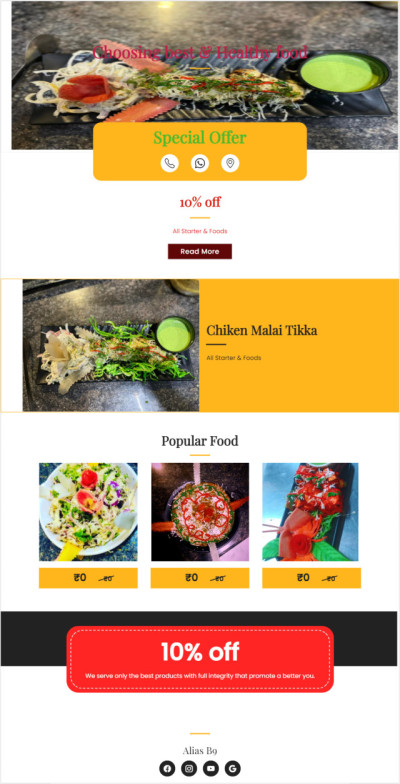 Choosing best & Healthy food
Special Offer
10% off
All Starter & Foods
Read More
Chiken Malai Tikka
All Starter & Foods
Popular Food
₹0 ₹0
₹0 ₹0
₹0 ₹0
10% off
We serve only the best products with full integrity that promote a better you.
Alias B9